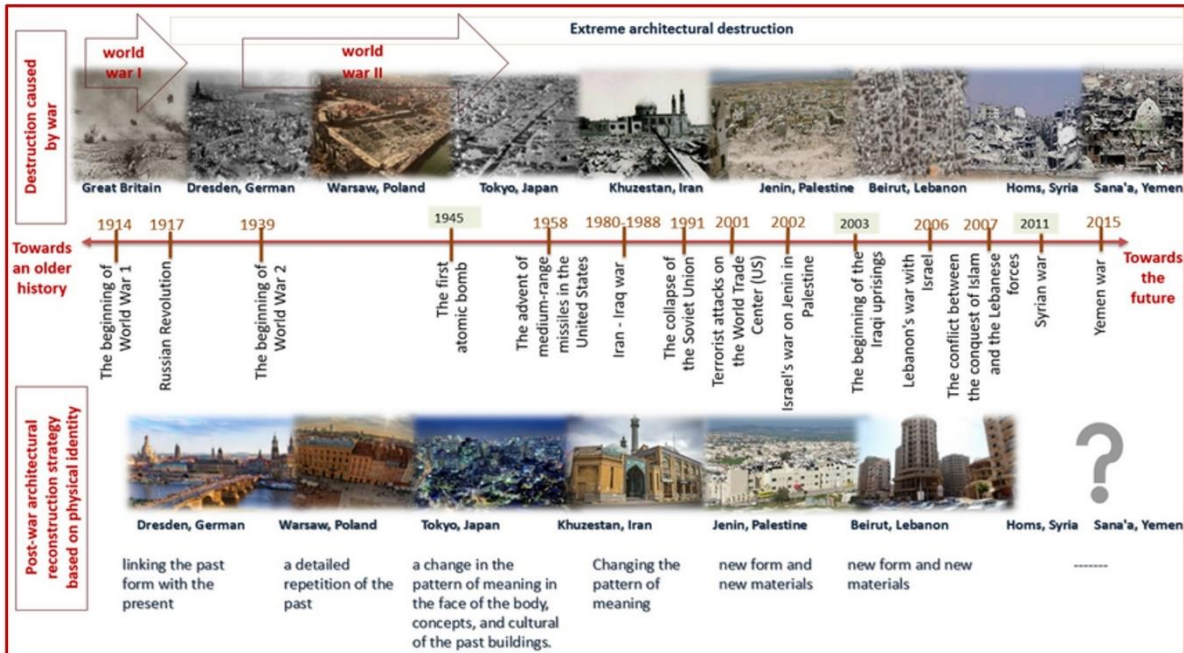 Extreme architectural destruction
world
war I
world
war II
Destruction caused
by war
Great Britain
Dresden, German
Warsaw, Poland
Tokyo, Japan
Khuzestan, Iran
Jenin, Palestine
Beirut, Lebanon
Homs, Syria
Sana'a, Yemen
1914
1917
1939
1945
1958
1980-1988
1991
2001
2002
2003
2006
2007
2011
2015
Towards
an older
history
Towards
the
future
The beginning of
World War 1
Russian Revolution
The beginning of
World War 2
The first
atomic bomb
The advent of
medium-range
missiles in the
United States
Iran - Iraq war
The collapse of
the Soviet Union
Terrorist attacks on
the World Trade
Center (US)
Israel's war on Jenin in
Palestine
The beginning of the
Iraqi uprisings
Lebanon's war with
Israel
The conflict between
the conquest of Islam
and the Lebanese
forces
Syrian war
Yemen war
Post-war architectural
reconstruction strategy
based on physical identity
?
Dresden, German
Warsaw, Poland
Tokyo, Japan
Khuzestan, Iran
Jenin, Palestine
Beirut, Lebanon
Homs, Syria
Sana'a, Yemen
linking the past
form with the
present
a detailed
repetition of the
past
a change in the
pattern of meaning in
the face of the body,
concepts, and cultural
of the past buildings.
Changing the
pattern of
meaning
new form and
new materials
new form and new
materials
-------